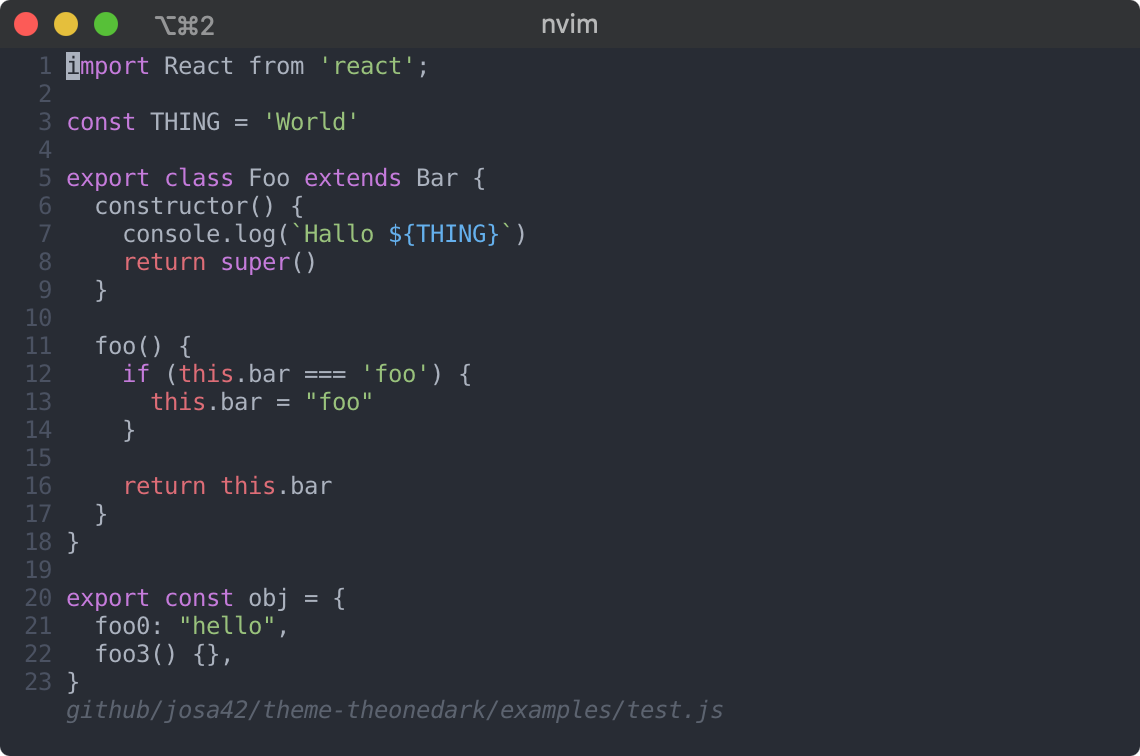 ⌥⌘2 nvim
1 import React from 'react';
2
3 const THING = 'World'
4
5 export class Foo extends Bar {
6   constructor() {
7     console.log(`Hallo ${THING}`)
8     return super()
9   }
10
11   foo() {
12     if (this.bar === 'foo') {
13       this.bar = "foo"
14     }
15
16     return this.bar
17   }
18 }
19
20 export const obj = {
21   foo0: "hello",
22   foo3() {},
23 }
github/josa42/theme-theonedark/examples/test.js